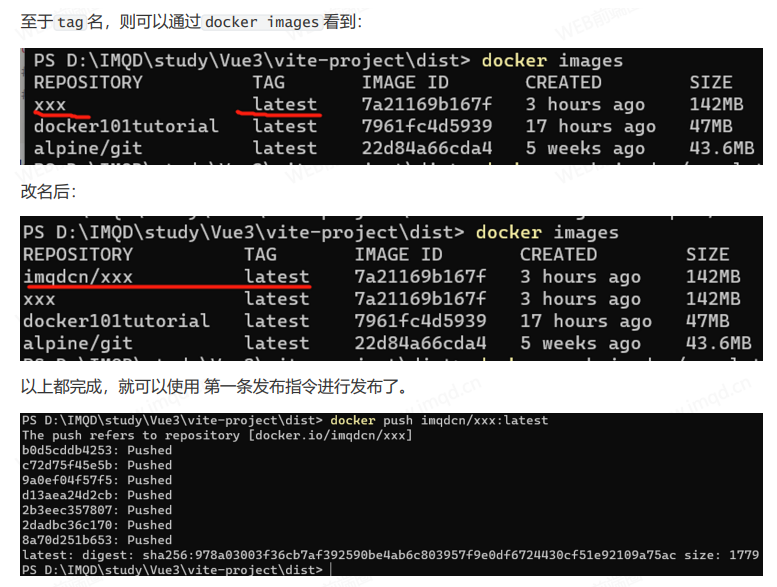 至于 tag 名，则可以通过 docker images 看到：
PS D:\IMQD\study\Vue3\vite-project\dist> docker images
REPOSITORY TAG IMAGE ID CREATED SIZE
xxx latest 7a21169b167f 3 hours ago 142MB
docker101tutorial latest 7961fc4d5939 17 hours ago 47MB
alpine/git latest 22d84a66cda4 5 weeks ago 43.6MB
改名后：
PS D:\IMQD\study\Vue3\vite-project\dist> docker images
REPOSITORY TAG IMAGE ID CREATED SIZE
imqdcn/xxx latest 7a21169b167f 3 hours ago 142MB
xxx latest 7a21169b167f 3 hours ago 142MB
docker101tutorial latest 7961fc4d5939 17 hours ago 47MB
alpine/git latest 22d84a66cda4 5 weeks ago 43.6MB
以上都完成，就可以使用 第一条发布指令进行发布了。
PS D:\IMQD\study\Vue3\vite-project\dist> docker push imqdcn/xxx:latest
The push refers to repository [docker.io/imqdcn/xxx]
b0d5cddb4253: Pushed
c72d75f45e5b: Pushed
9a0ef04f57f5: Pushed
d13aea24d2cb: Pushed
2b3eec357807: Pushed
2dadbc36c170: Pushed
8a70d251b653: Pushed
latest: digest: sha256:978a03003f36cb7af392590be4ab6c803957f9e0df6724430cf51e92109a75ac size: 1779
PS D:\IMQD\study\Vue3\vite-project\dist>